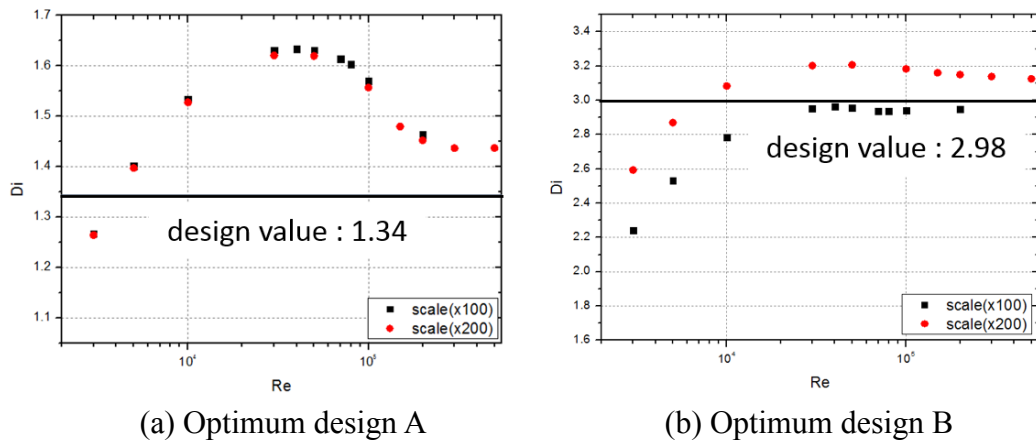 1.7
1.6
1.5
1.4
1.3
1.2
1.1
Di
design value : 1.34
scale(x100)
scale(x200)
10⁴
10⁵
Re
(a) Optimum design A
3.4
3.2
3.0
2.8
2.6
2.4
2.2
2.0
1.8
1.6
Di
design value : 2.98
scale(x100)
scale(x200)
10⁴
10⁵
Re
(b) Optimum design B